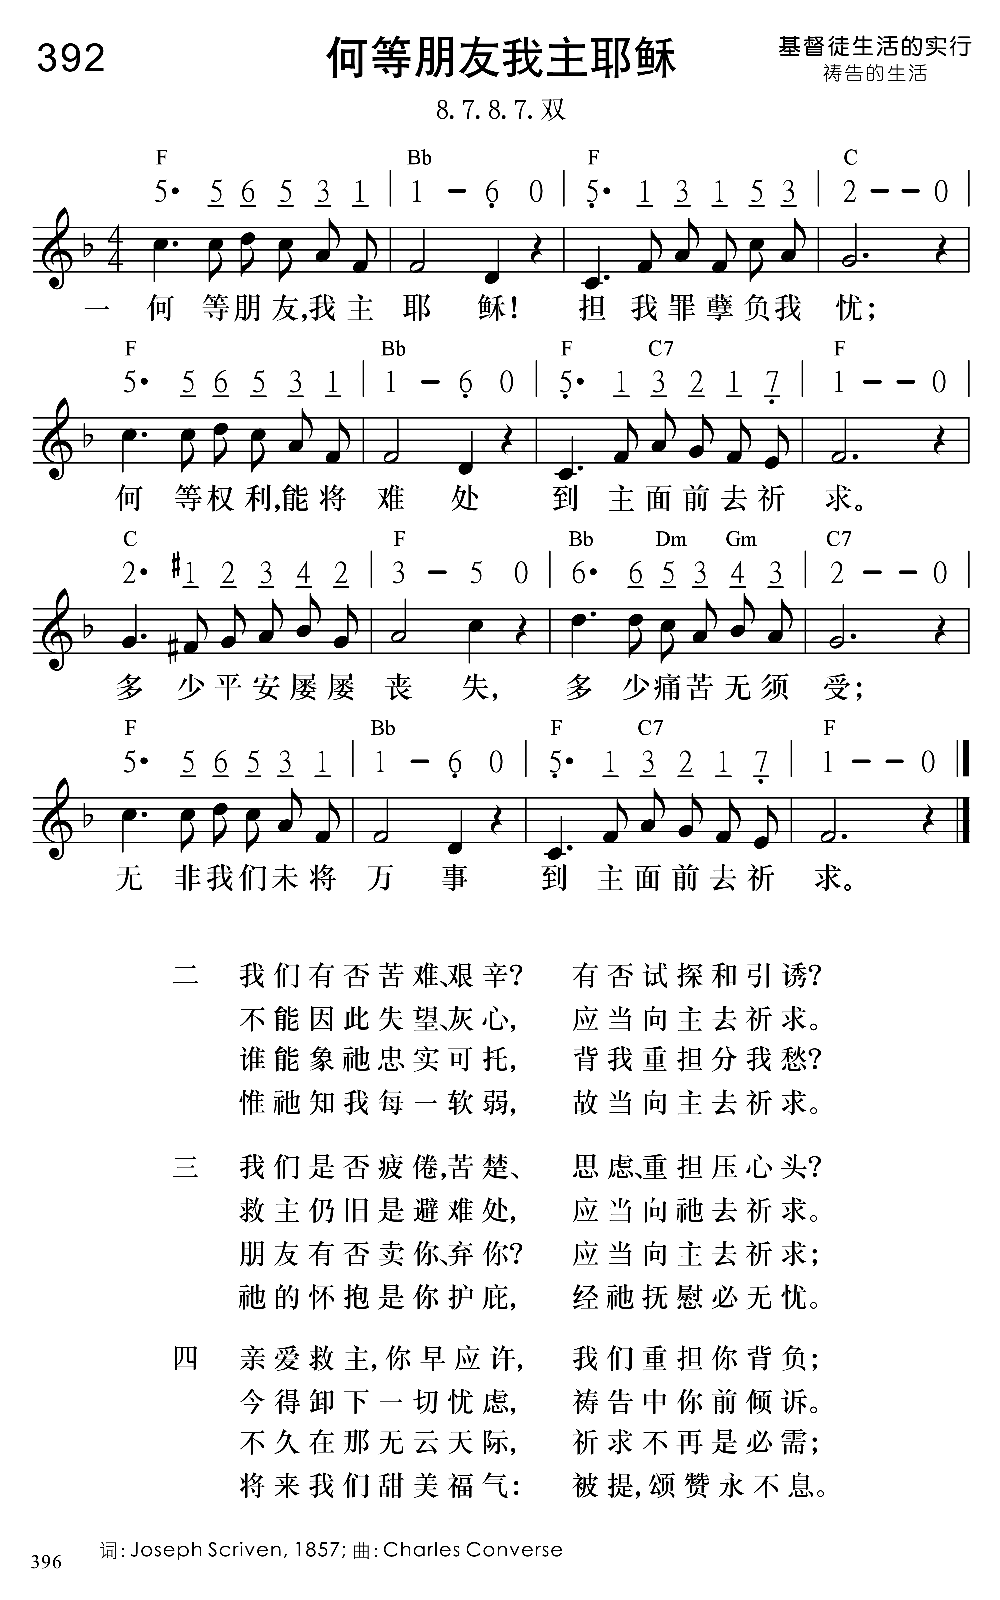 392 何等朋友我主耶稣 基督徒生活的实行
祷告的生活
8.7.8.7.双
F Bb F C
5· 5 6 5 3 1 | 1 - 6 0 | 5· 1 3 1 5 3 | 2 - - 0 |
4
4
一 何 等朋友,我主 耶 稣! 担 我罪孽负我 忧;
F Bb F C7 F
5· 5 6 5 3 1 | 1 - 6 0 | 5· 1 3 2 1 7 | 1 - - 0 |
何 等权利,能将 难 处 到 主面前去祈 求。
C F Bb Dm Gm C7
2· #1 2 3 4 2 | 3 - 5 0 | 6· 6 5 3 4 3 | 2 - - 0 |
多 少平安屡屡 丧 失, 多 少痛苦无须 受;
F Bb F C7 F
5· 5 6 5 3 1 | 1 - 6 0 | 5· 1 3 2 1 7 | 1 - - 0 ‖
无 非我们未将 万 事 到 主面前去祈 求。
二 我们有否苦难、艰辛? 有否试探和引诱?
不能因此失望、灰心, 应当向主去祈求。
谁能象祂忠实可托, 背我重担分我愁?
惟祂知我每一软弱, 故当向主去祈求。
三 我们是否疲倦,苦楚、 思虑、重担压心头?
救主仍旧是避难处, 应当向祂去祈求。
朋友有否卖你、弃你? 应当向主去祈求;
祂的怀抱是你护庇, 经祂抚慰必无忧。
四 亲爱救主,你早应许, 我们重担你背负;
今得卸下一切忧虑, 祷告中你前倾诉。
不久在那无云天际, 祈求不再是必需;
将来我们甜美福气: 被提,颂赞永不息。
词: Joseph Scriven, 1857; 曲: Charles Converse
396